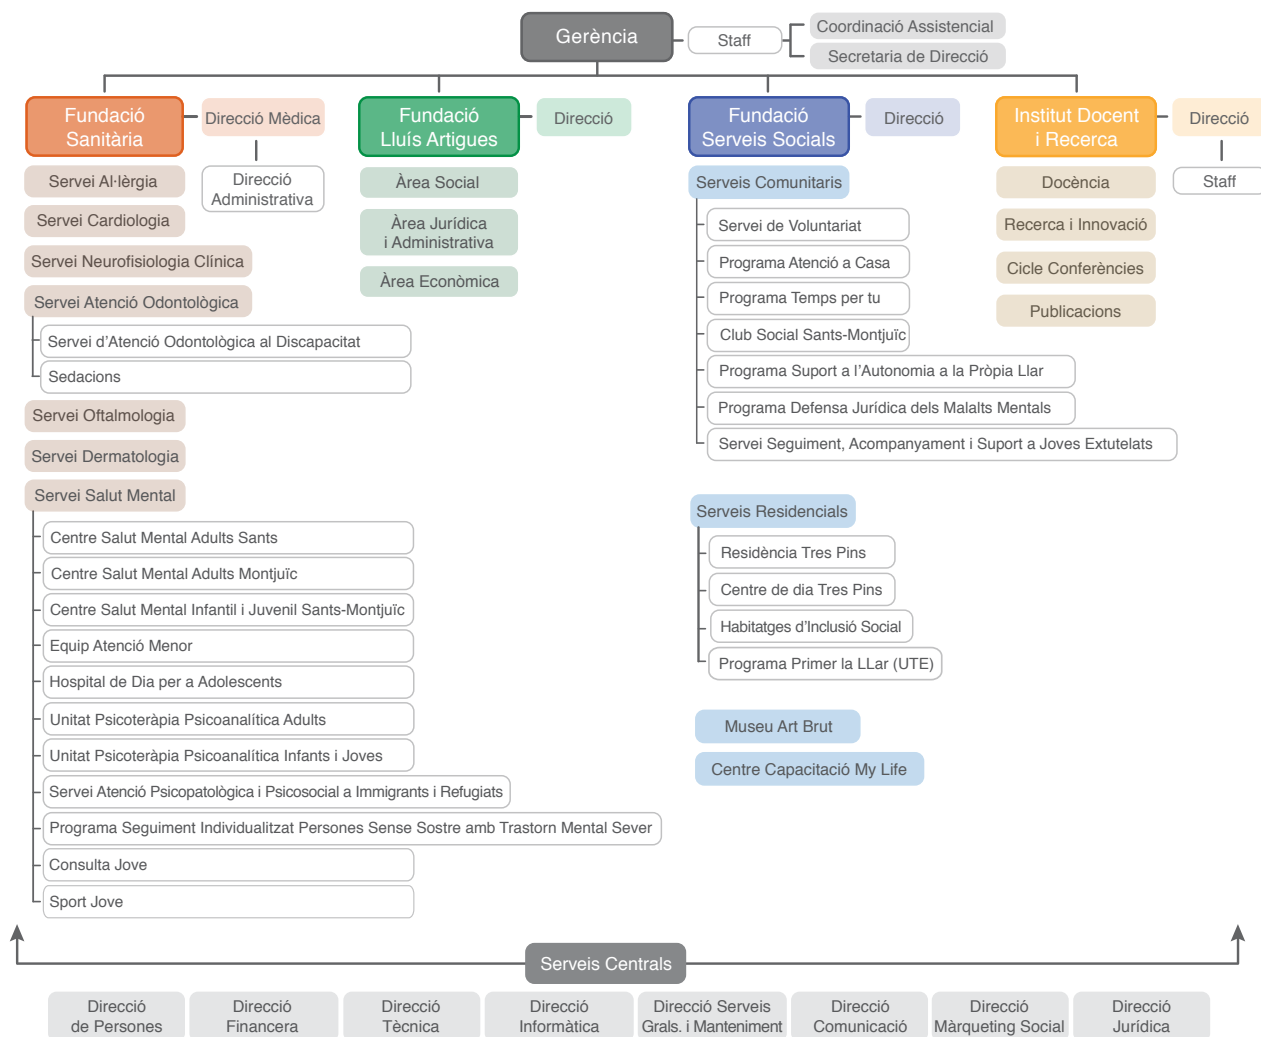 Gerència
Staff
Coordinació Assistencial
Secretaria de Direcció
Fundació
Sanitària
Direcció Mèdica
Direcció
Administrativa
Servei Al·lèrgia
Servei Cardiologia
Servei Neurofisiologia Clínica
Servei Atenció Odontològica
Servei d'Atenció Odontològica al Discapacitat
Sedacions
Servei Oftalmologia
Servei Dermatologia
Servei Salut Mental
Centre Salut Mental Adults Sants
Centre Salut Mental Adults Montjuïc
Centre Salut Mental Infantil i Juvenil Sants-Montjuïc
Equip Atenció Menor
Hospital de Dia per a Adolescents
Unitat Psicoteràpia Psicoanalítica Adults
Unitat Psicoteràpia Psicoanalítica Infants i Joves
Servei Atenció Psicopatològica i Psicosocial a Immigrants i Refugiats
Programa Seguiment Individualitzat Persones Sense Sostre amb Trastorn Mental Sever
Consulta Jove
Sport Jove
Fundació
Lluís Artigues
Direcció
Àrea Social
Àrea Jurídica
i Administrativa
Àrea Econòmica
Fundació
Serveis Socials
Direcció
Serveis Comunitaris
Servei de Voluntariat
Programa Atenció a Casa
Programa Temps per tu
Club Social Sants-Montjuïc
Programa Suport a l'Autonomia a la Pròpia Llar
Programa Defensa Jurídica dels Malalts Mentals
Servei Seguiment, Acompanyament i Suport a Joves Extutelats
Serveis Residencials
Residència Tres Pins
Centre de dia Tres Pins
Habitatges d'Inclusió Social
Programa Primer la LLar (UTE)
Museu Art Brut
Centre Capacitació My Life
Institut Docent
i Recerca
Direcció
Staff
Docència
Recerca i Innovació
Cicle Conferències
Publicacions
Serveis Centrals
Direcció
de Persones
Direcció
Financera
Direcció
Tècnica
Direcció
Informàtica
Direcció Serveis
Grals. i Manteniment
Direcció
Comunicació
Direcció
Màrqueting Social
Direcció
Jurídica